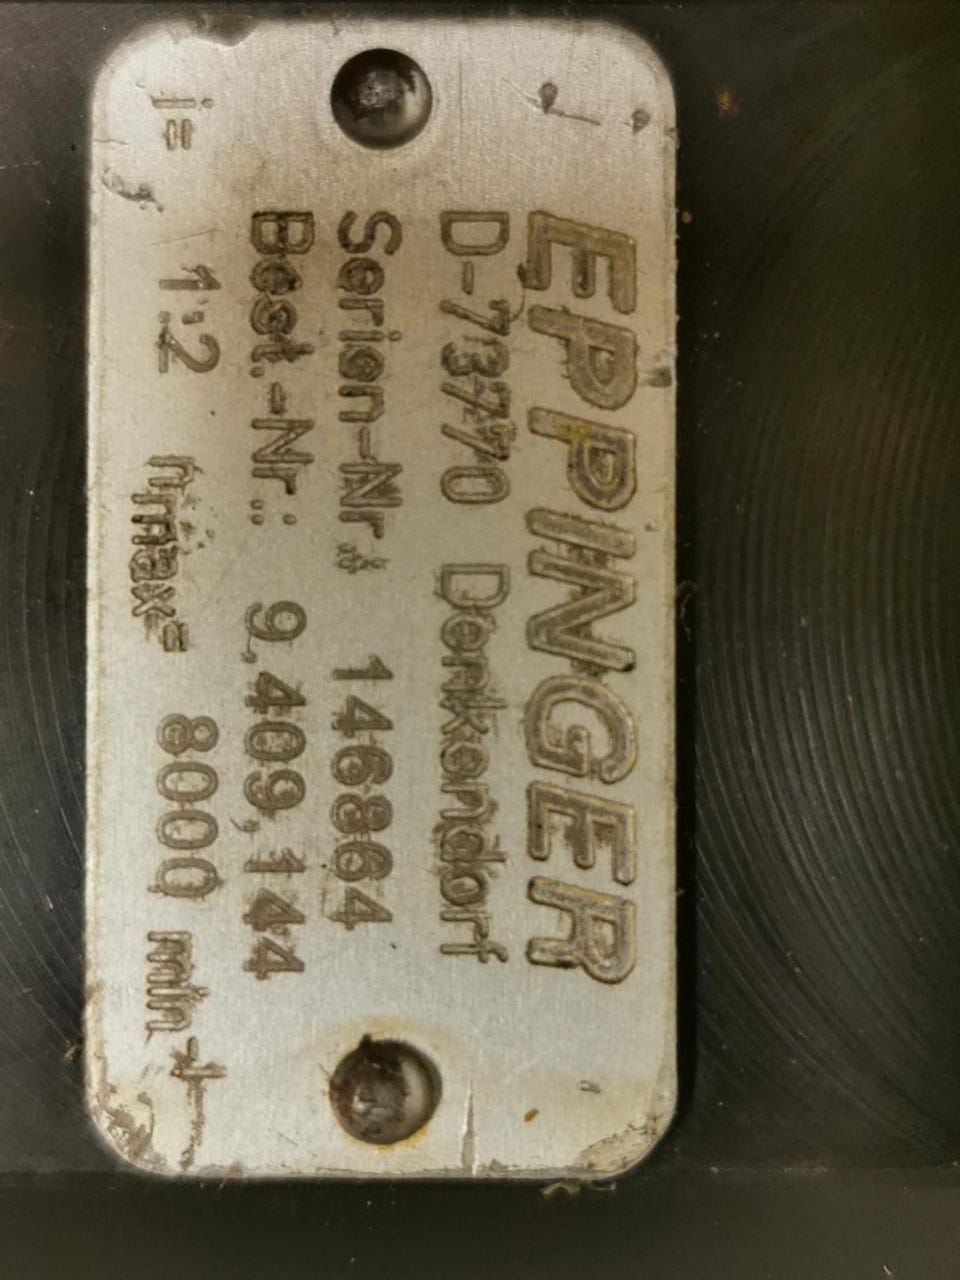 EPPINGER
D-73770 Denkendorf
Serien-Nr.: 146864
Best.-Nr.: 9.409.144
i= 1:2 nmax= 8000 min-1